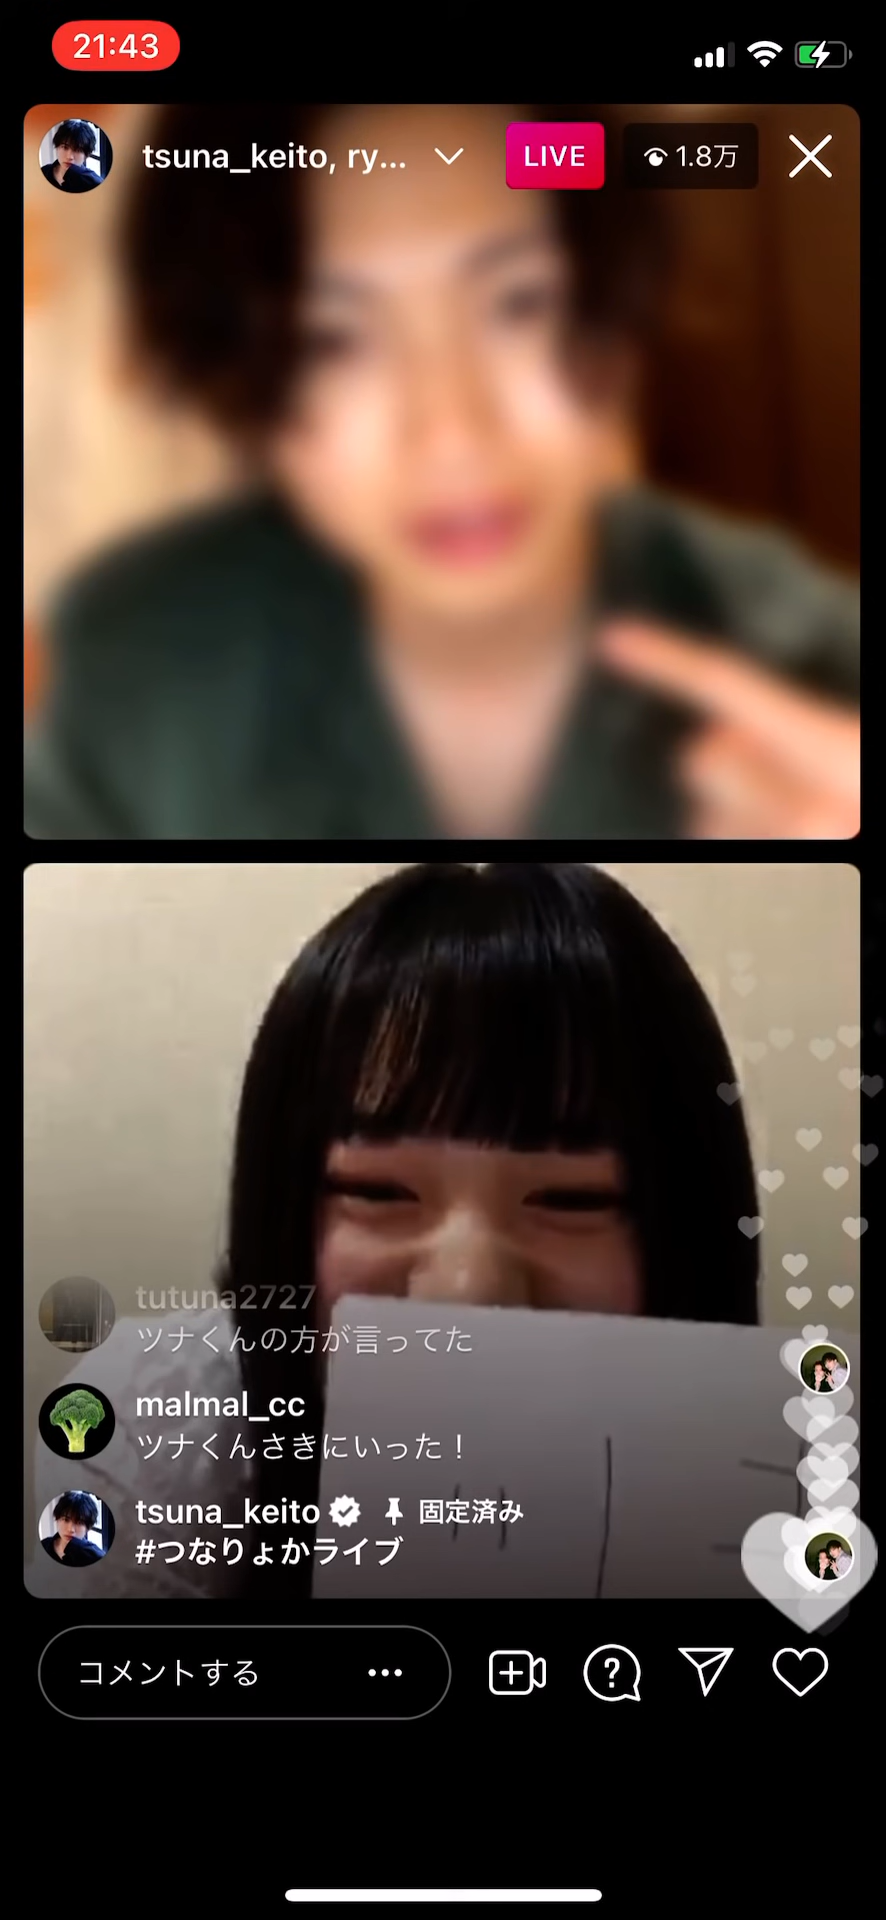 21:43
tsuna_keito, ry... LIVE 1.8万
tutuna2727
ツナくんの方が言ってた
malmal_cc
ツナくんさきにいった！
tsuna_keito 固定済み
#つなりょかライブ
コメントする